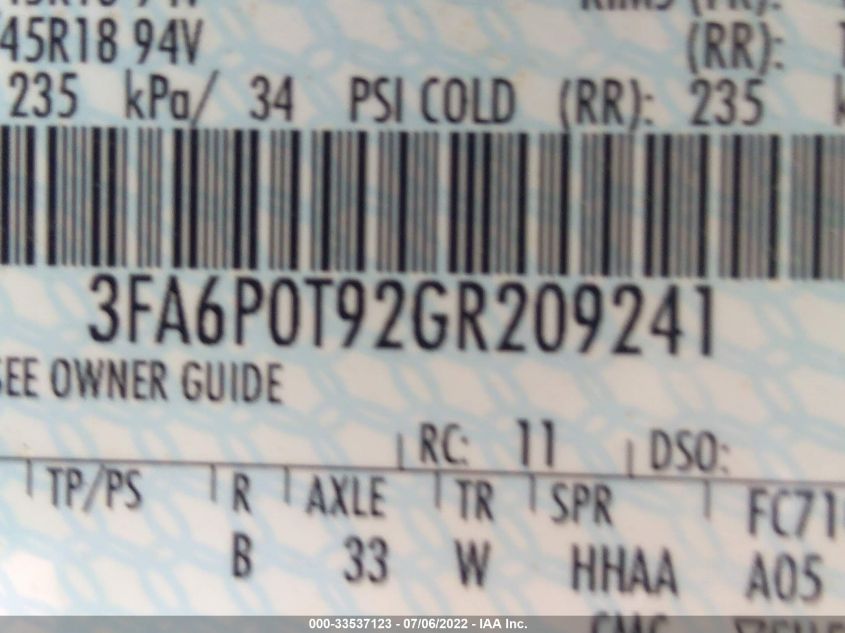 45R18 94V (RR):
235 kPa/ 34 PSI COLD (RR): 235
3FA6P0T92GR209241
SEE OWNER GUIDE
RC: 11 DSO:
TP/PS R AXLE TR SPR FC71
B 33 W HHAA A05
000-33537123 - 07/06/2022 - IAA Inc.